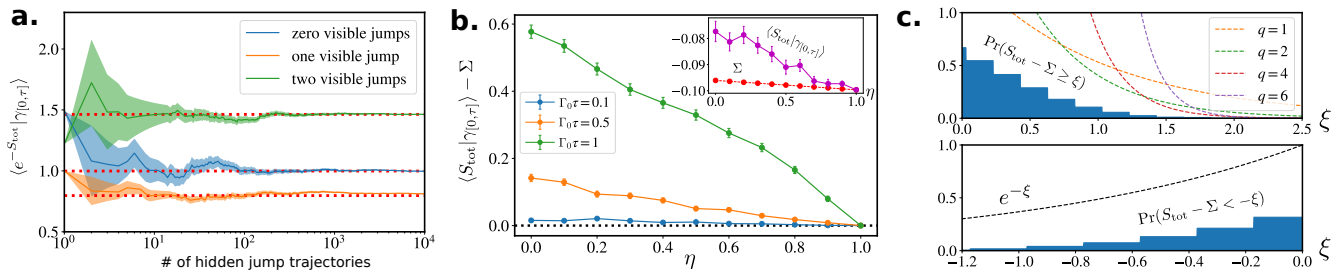 a.
⟨e^{-S_tot}|γ_[0,τ]⟩
2.5
2.0
1.5
1.0
0.5
zero visible jumps
one visible jump
two visible jumps
10^0
10^1
10^2
10^3
10^4
# of hidden jump trajectories
b.
⟨S_tot|γ_[0,τ]⟩ − Σ
0.6
0.4
0.2
0.0
Γ_0τ = 0.1
Γ_0τ = 0.5
Γ_0τ = 1
0.0
0.2
0.4
0.6
0.8
1.0
η
−0.08
−0.09
−0.10
⟨S_tot|γ_[0,τ]⟩
Σ
0.0
0.5
1.0
η
c.
1.0
0.5
0.0
Pr(S_tot − Σ ≥ ξ)
q = 1
q = 2
q = 4
q = 6
0.0
0.5
1.0
1.5
2.0
2.5
ξ
1.0
0.5
0.0
e^{−ξ}
Pr(S_tot − Σ < −ξ)
−1.2
−1.0
−0.8
−0.6
−0.4
−0.2
0.0
ξ